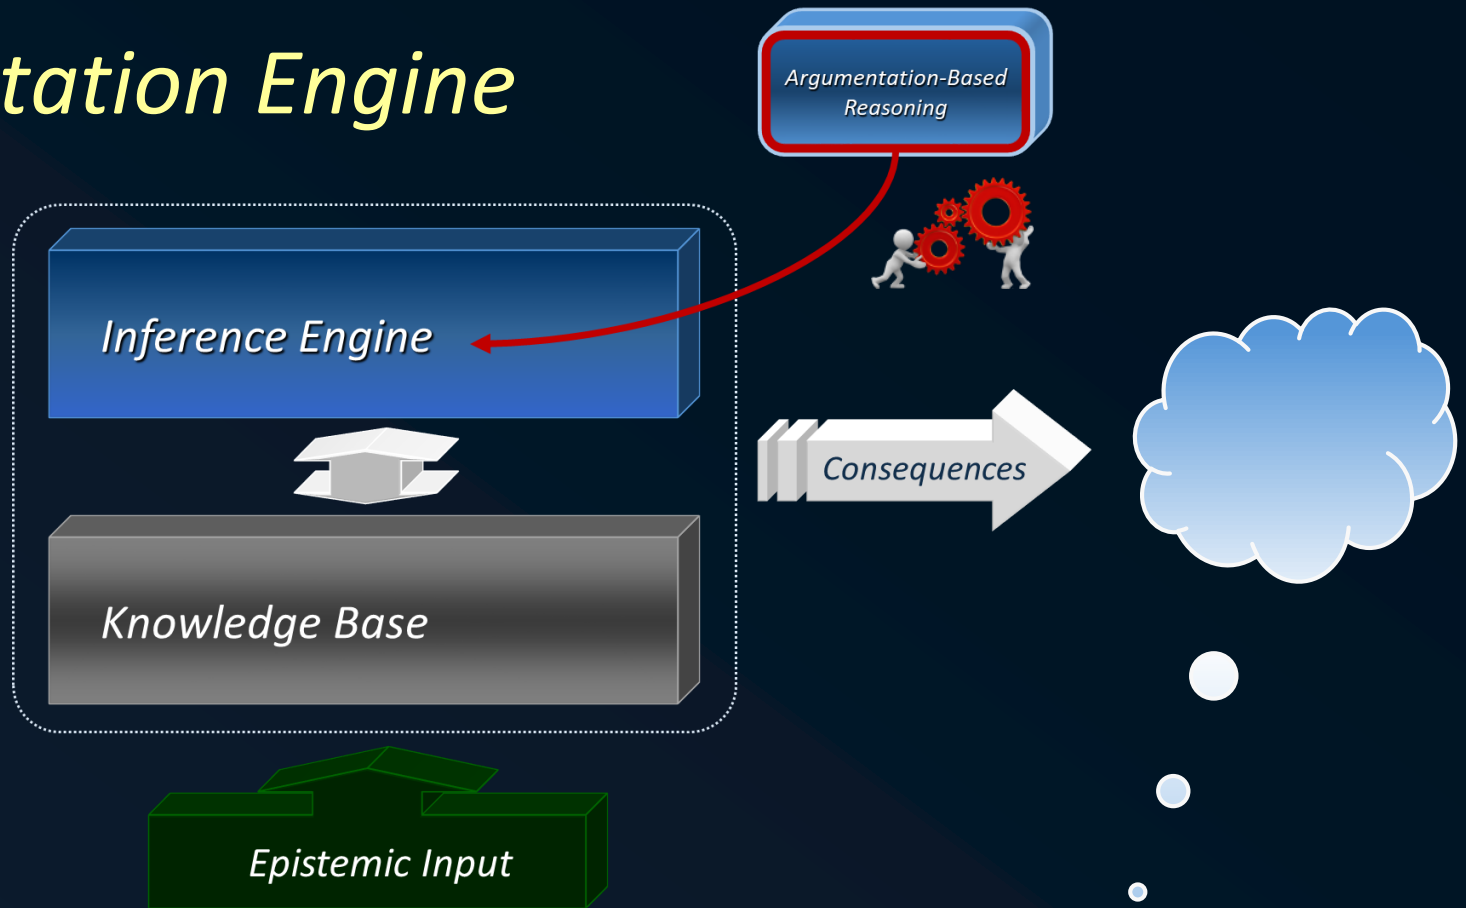 tation Engine
Argumentation-Based
Reasoning
Inference Engine
Consequences
Knowledge Base
Epistemic Input